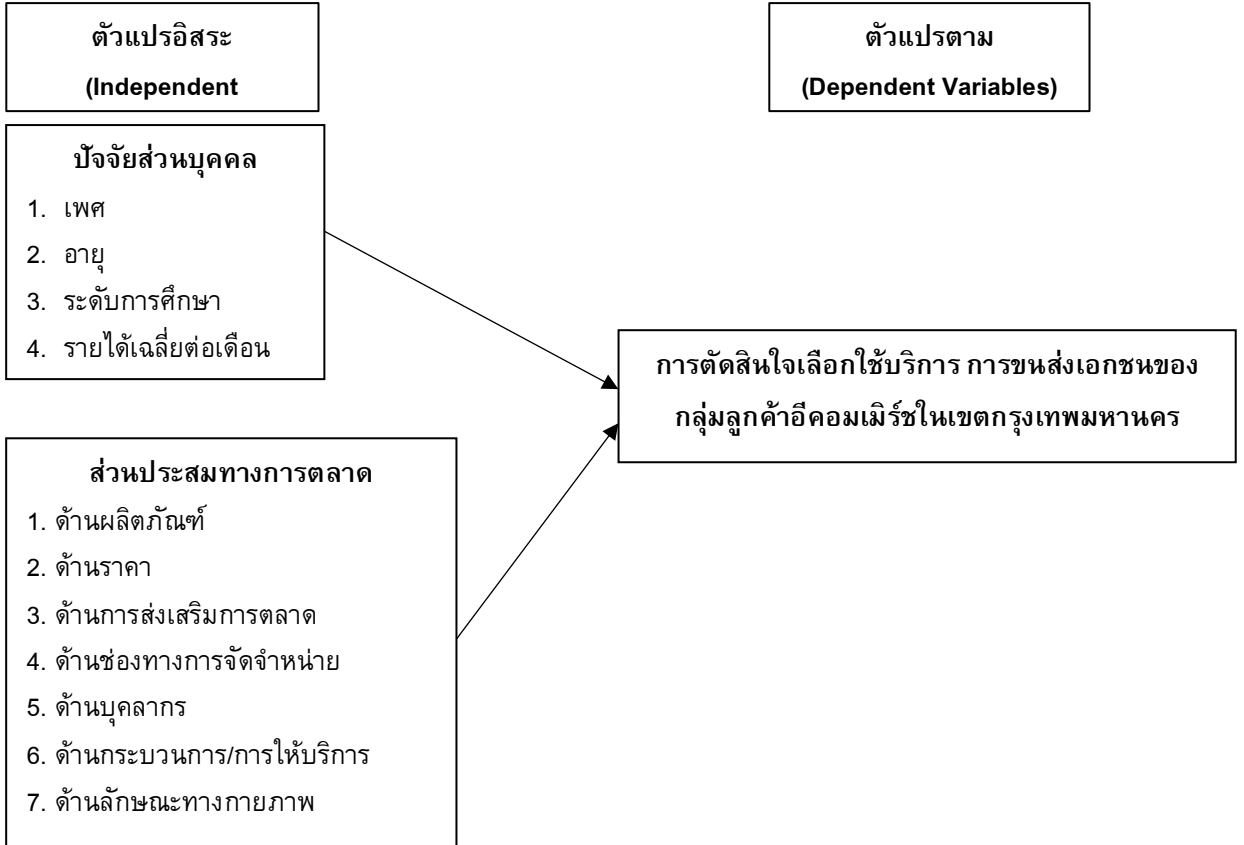 ตัวแปรอิสระ
(Independent
ตัวแปรตาม
(Dependent Variables)
ปัจจัยส่วนบุคคล
1. เพศ
2. อายุ
3. ระดับการศึกษา
4. รายได้เฉลี่ยต่อเดือน
การตัดสินใจเลือกใช้บริการ การขนส่งเอกชนของ
กลุ่มลูกค้าอีคอมเมิร์ชในเขตกรุงเทพมหานคร
ส่วนประสมทางการตลาด
1. ด้านผลิตภัณฑ์
2. ด้านราคา
3. ด้านการส่งเสริมการตลาด
4. ด้านช่องทางการจัดจำหน่าย
5. ด้านบุคลากร
6. ด้านกระบวนการ/การให้บริการ
7. ด้านลักษณะทางกายภาพ